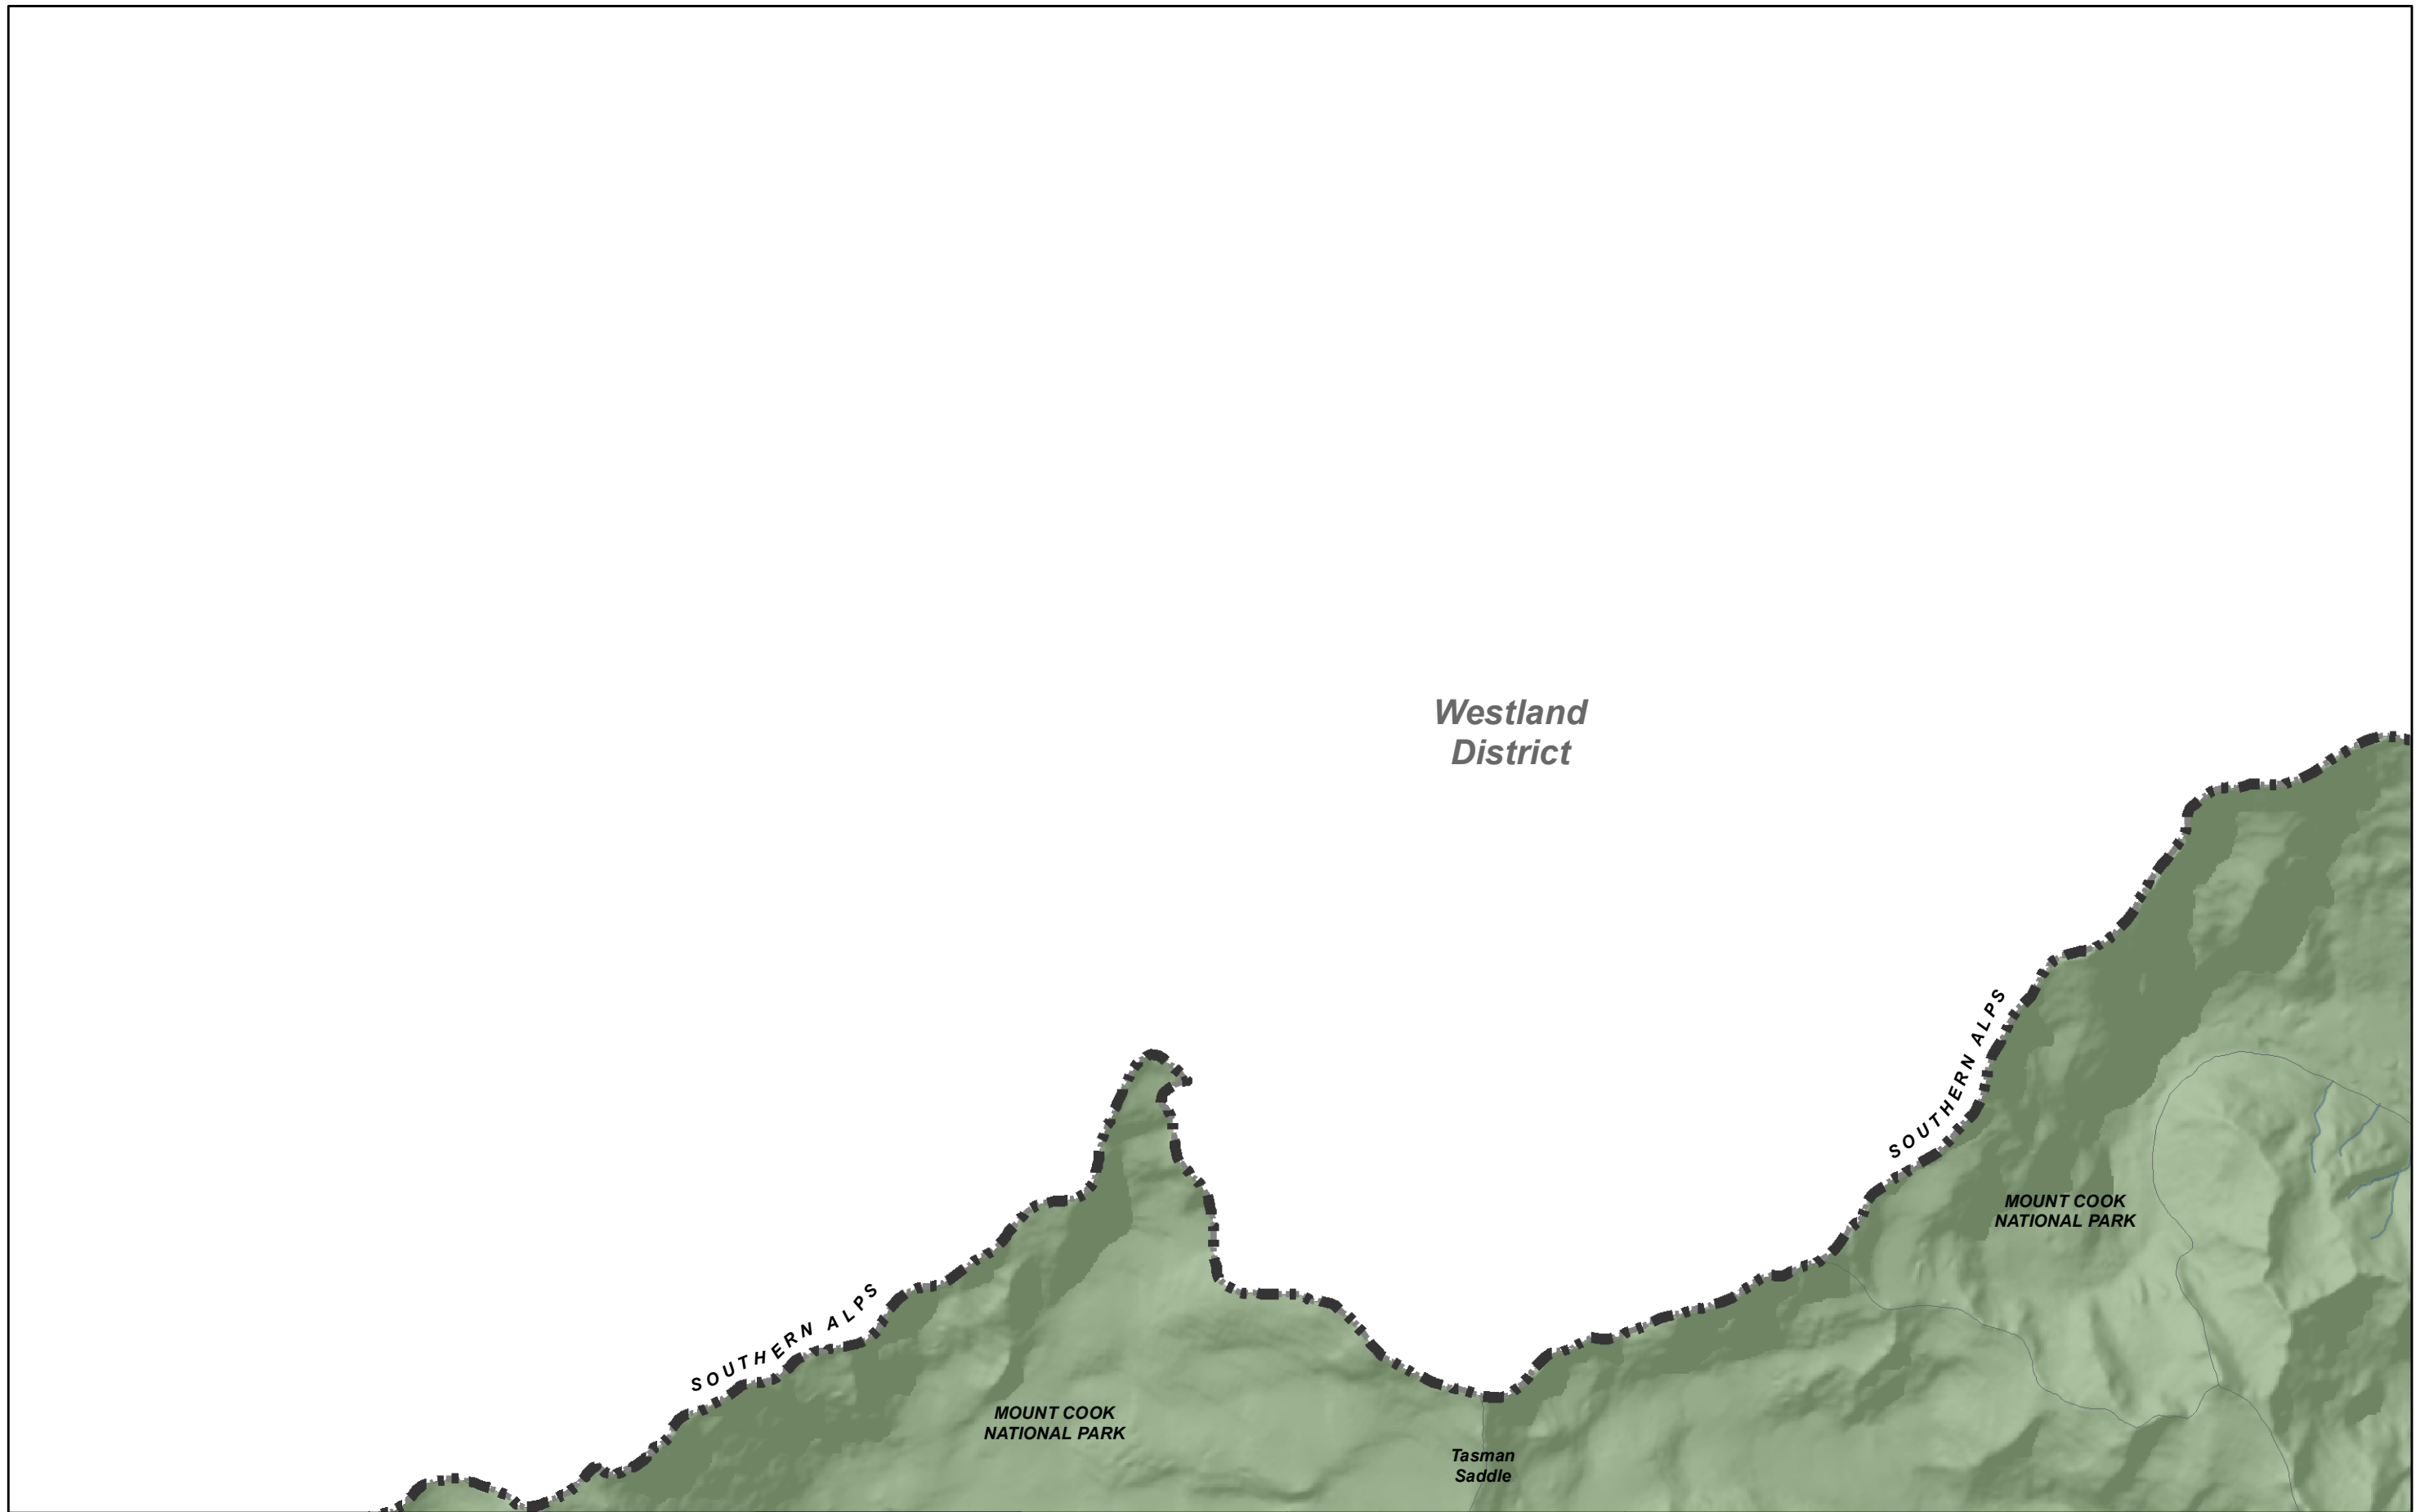 Westland
District
SOUTHERN ALPS
MOUNT COOK
NATIONAL PARK
SOUTHERN ALPS
MOUNT COOK
NATIONAL PARK
Tasman
Saddle